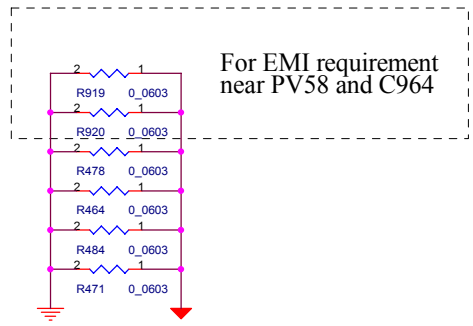 For EMI requirement
near PV58 and C964
2 1
R919 0_0603
2 1
R920 0_0603
2 1
R478 0_0603
2 1
R464 0_0603
2 1
R484 0_0603
2 1
R471 0_0603